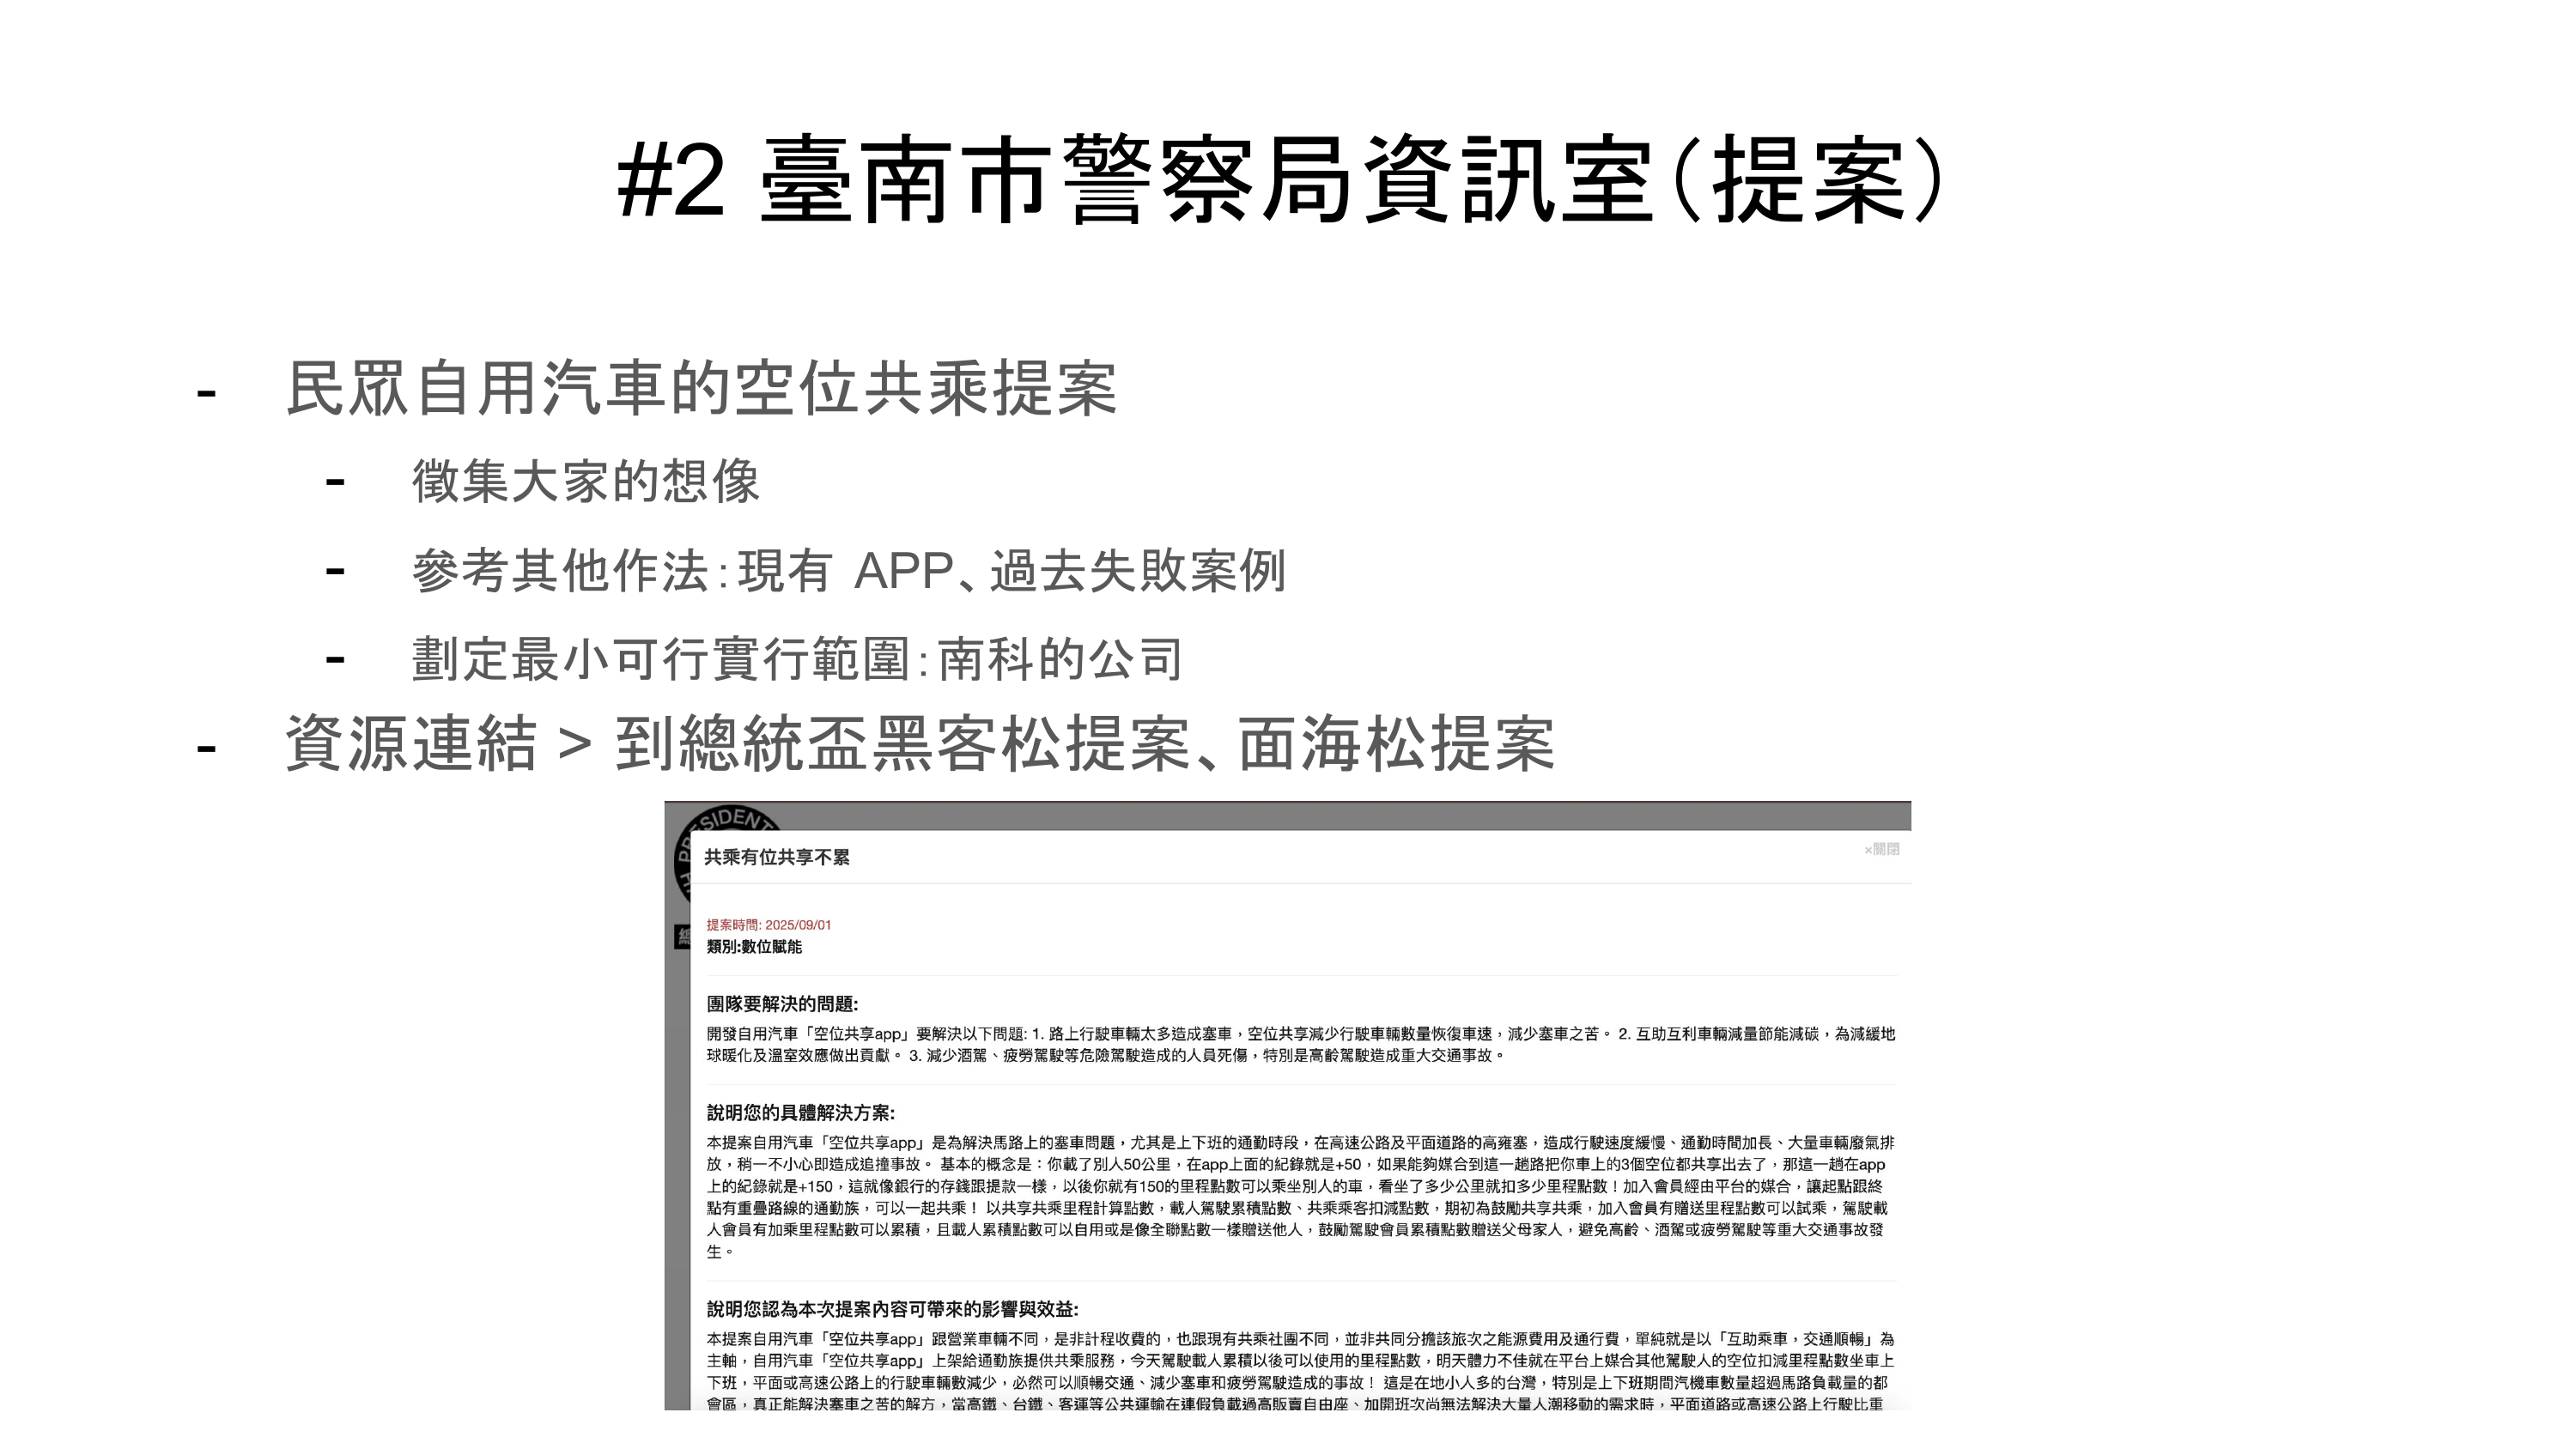 #2 臺南市警察局資訊室（提案）
- 民眾自用汽車的空位共乘提案
- 徵集大家的想像
- 參考其他作法：現有 APP、過去失敗案例
- 劃定最小可行實行範圍：南科的公司
- 資源連結 > 到總統盃黑客松提案、面海松提案
PRESIDENT
共乘有位共享不累
×關閉
提案時間: 2025/09/01
類別:數位賦能
團隊要解決的問題:
開發自用汽車「空位共享app」要解決以下問題: 1. 路上行駛車輛太多造成塞車，空位共享減少行駛車輛數量恢復車速，減少塞車之苦。 2. 互助互利車輛減量節能減碳，為減緩地
球暖化及溫室效應做出貢獻。 3. 減少酒駕、疲勞駕駛等危險駕駛造成的人員死傷，特別是高齡駕駛造成重大交通事故。
說明您的具體解決方案:
本提案自用汽車「空位共享app」是為解決馬路上的塞車問題，尤其是上下班的通勤時段，在高速公路及平面道路的高雍塞，造成行駛速度緩慢、通勤時間加長、大量車輛廢氣排
放，稍一不小心即造成追撞事故。 基本的概念是：你載了別人50公里，在app上面的紀錄就是+50，如果能夠媒合到這一趟路把你車上的3個空位都共享出去了，那這一趟在app
上的紀錄就是+150，這就像銀行的存錢跟提款一樣，以後你就有150的里程點數可以乘坐別人的車，看坐了多少公里就扣多少里程點數！加入會員經由平台的媒合，讓起點跟終
點有重疊路線的通勤族，可以一起共乘！ 以共享共乘里程計算點數，載人駕駛累積點數、共乘乘客扣減點數，期初為鼓勵共享共乘，加入會員有贈送里程點數可以試乘，駕駛載
人會員有加乘里程點數可以累積，且載人累積點數可以自用或是像全聯點數一樣贈送他人，鼓勵駕駛會員累積點數贈送父母家人，避免高齡、酒駕或疲勞駕駛等重大交通事故發
生。
說明您認為本次提案內容可帶來的影響與效益:
本提案自用汽車「空位共享app」跟營業車輛不同，是非計程收費的，也跟現有共乘社團不同，並非共同分擔該旅次之能源費用及通行費，單純就是以「互助乘車，交通順暢」為
主軸，自用汽車「空位共享app」上架給通勤族提供共乘服務，今天駕駛載人累積以後可以使用的里程點數，明天體力不佳就在平台上媒合其他駕駛人的空位扣減里程點數坐車上
下班，平面或高速公路上的行駛車輛數減少，必然可以順暢交通、減少塞車和疲勞駕駛造成的事故！ 這是在地小人多的台灣，特別是上下班期間汽機車數量超過馬路負載量的都
會區，真正能解決塞車之苦的解方，當高鐵、台鐵、客運等公共運輸在連假負載過高販賣自由座、加開班次尚無法解決大量人潮移動的需求時，平面道路或高速公路上行駛比重